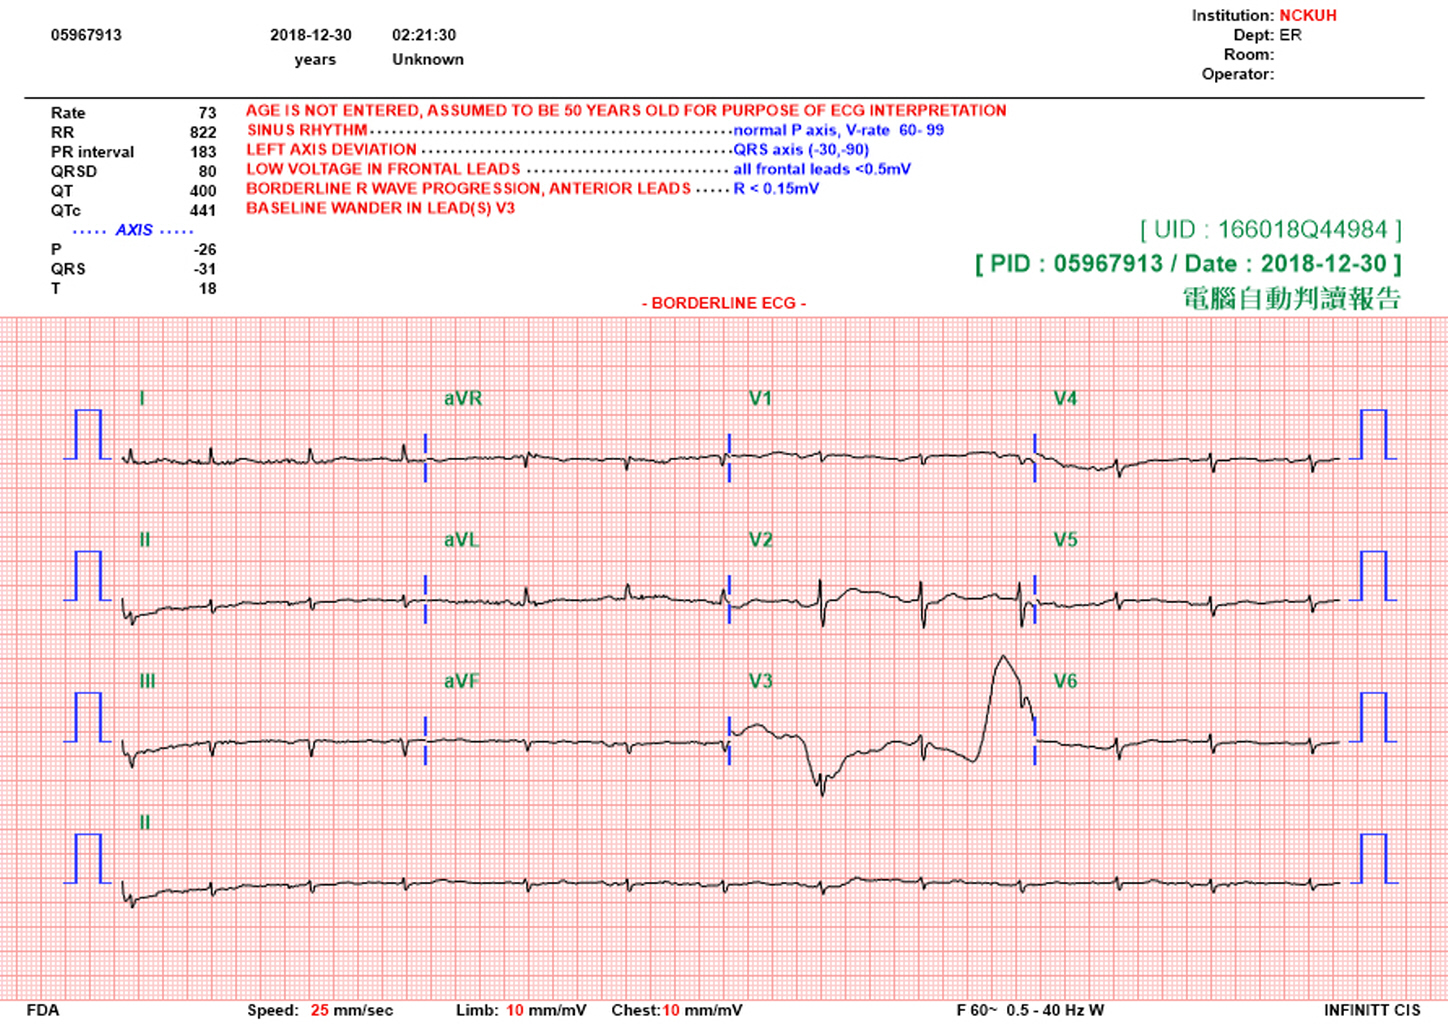 Institution: NCKUH
05967913 2018-12-30 02:21:30 Dept: ER
years Unknown Room:
Operator:
Rate 73 AGE IS NOT ENTERED, ASSUMED TO BE 50 YEARS OLD FOR PURPOSE OF ECG INTERPRETATION
RR 822 SINUS RHYTHM normal P axis, V-rate 60- 99
PR interval 183 LEFT AXIS DEVIATION QRS axis (-30,-90)
QRSD 80 LOW VOLTAGE IN FRONTAL LEADS all frontal leads <0.5mV
QT 400 BORDERLINE R WAVE PROGRESSION, ANTERIOR LEADS R < 0.15mV
QTc 441 BASELINE WANDER IN LEAD(S) V3
AXIS
P -26
QRS -31
T 18
[ UID : 166018Q44984 ]
[ PID : 05967913 / Date : 2018-12-30 ]
電腦自動判讀報告
- BORDERLINE ECG -
I aVR V1 V4
II aVL V2 V5
III aVF V3 V6
II
FDA Speed: 25 mm/sec Limb: 10 mm/mV Chest:10 mm/mV F 60~ 0.5 - 40 Hz W INFINITT CIS